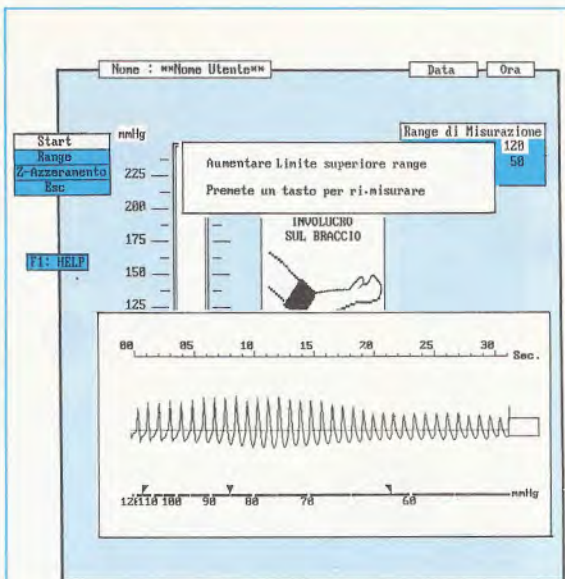 Nome : **Nome Utente**
Data
Ora
Start
Range
Z-Azzeramento
Esc
F1: HELP
mmHg
225
200
175
150
125
Range di Misurazione
120
50
Aumentare Limite superiore range
Premete un tasto per ri-misurare
INVOLUCRO
SUL BRACCIO
00 05 10 15 20 25 30 Sec.
120 110 100 90 80 70 60 mmHg